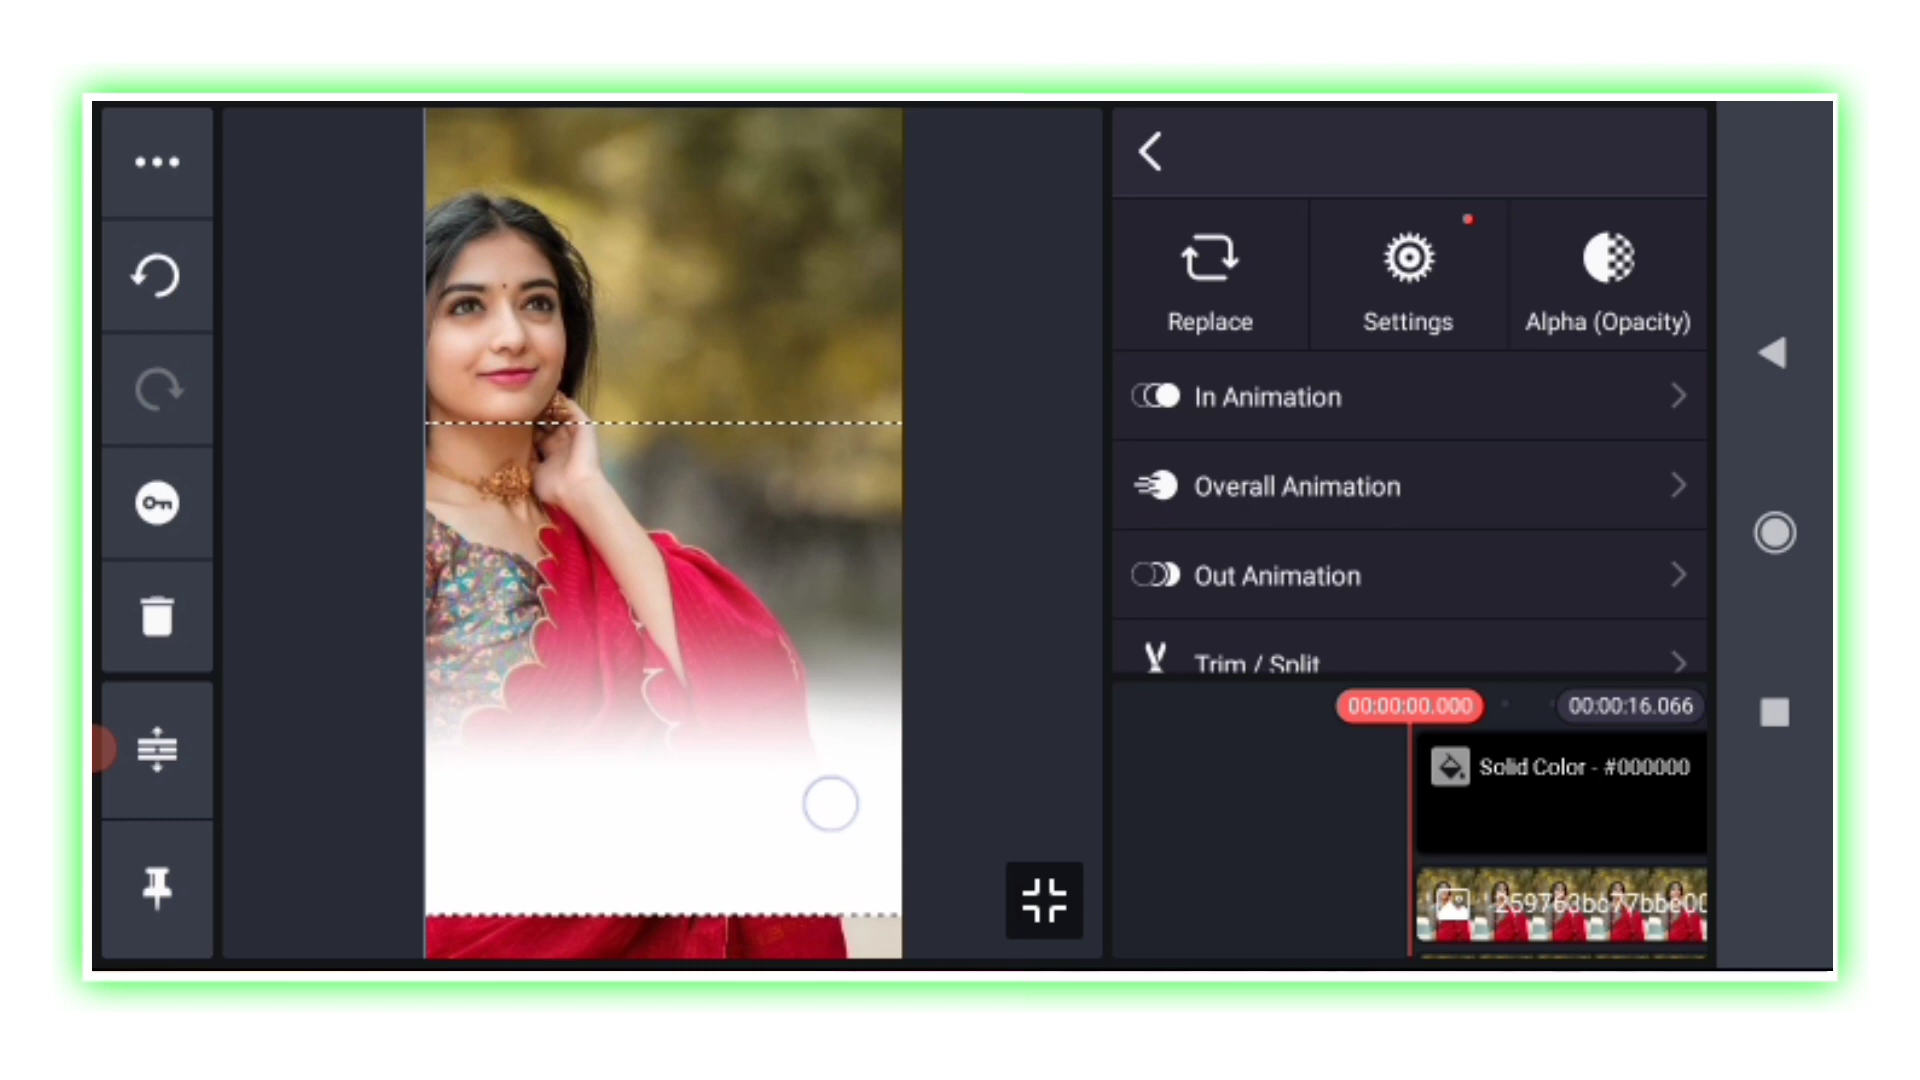 Replace
Settings
Alpha (Opacity)
In Animation
Overall Animation
Out Animation
Trim / Split
00:00:00.000
00:00:16.066
Solid Color - #000000
259763bc77bbe00